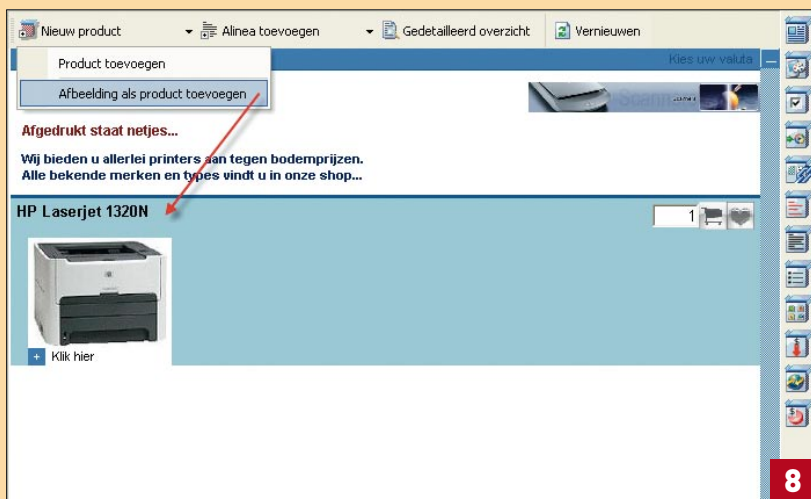 Nieuw product
Alinea toevoegen
Gedetailleerd overzicht
Vernieuwen
Product toevoegen
Afbeelding als product toevoegen
Kies uw valuta
Scann
Afgedrukt staat netjes...
Wij bieden u allerlei printers aan tegen bodemprijzen.
Alle bekende merken en types vindt u in onze shop...
HP Laserjet 1320N
1
+ Klik hier
8